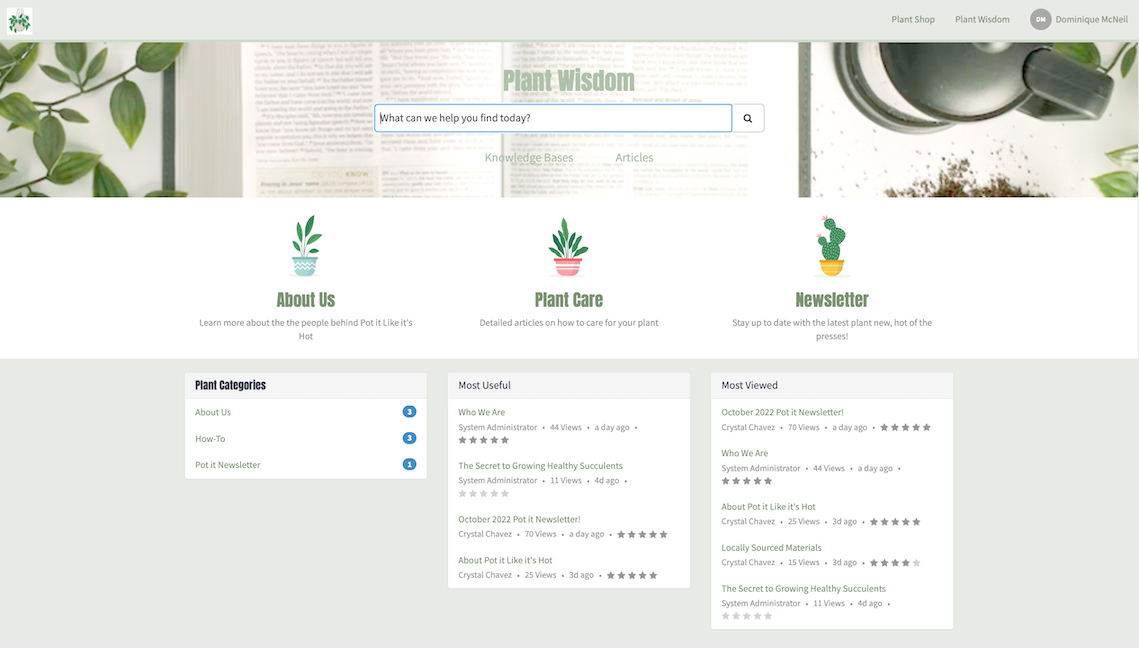 Plant Shop
Plant Wisdom
DM
Dominique McNeil
Plant Wisdom
What can we help you find today?
Knowledge Bases
Articles
About Us
Learn more about the the people behind Pot it Like it's
Hot
Plant Care
Detailed articles on how to care for your plant
Newsletter
Stay up to date with the latest plant new, hot of the
presses!
Plant Categories
About Us 3
How-To 3
Pot it Newsletter 1
Most Useful
Who We Are
System Administrator • 44 Views • a day ago •
The Secret to Growing Healthy Succulents
System Administrator • 11 Views • 4d ago •
October 2022 Pot it Newsletter!
Crystal Chavez • 70 Views • a day ago •
About Pot it Like it's Hot
Crystal Chavez • 25 Views • 3d ago •
Most Viewed
October 2022 Pot it Newsletter!
Crystal Chavez • 70 Views • a day ago •
Who We Are
System Administrator • 44 Views • a day ago •
About Pot it Like it's Hot
Crystal Chavez • 25 Views • 3d ago •
Locally Sourced Materials
Crystal Chavez • 15 Views • 3d ago •
The Secret to Growing Healthy Succulents
System Administrator • 11 Views • 4d ago •